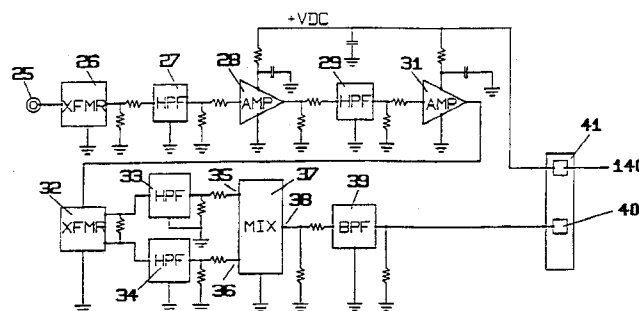 +VDC
25
26
27
28
29
31
XFMR
HPF
AMP
HPF
AMP
41
140
32
33
35
37
38
39
40
XFMR
HPF
MIX
BPF
HPF
34
36